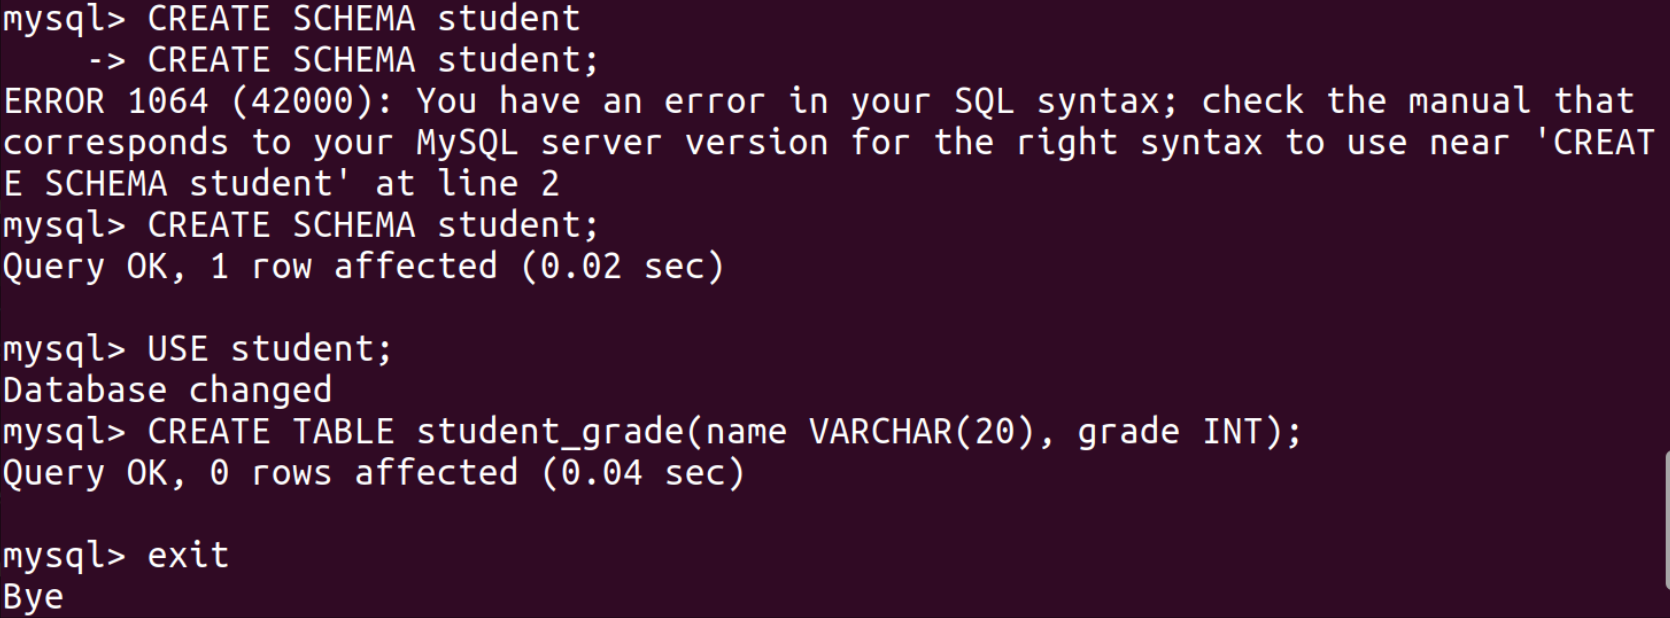 mysql> CREATE SCHEMA student
    -> CREATE SCHEMA student;
ERROR 1064 (42000): You have an error in your SQL syntax; check the manual that
corresponds to your MySQL server version for the right syntax to use near 'CREAT
E SCHEMA student' at line 2
mysql> CREATE SCHEMA student;
Query OK, 1 row affected (0.02 sec)
mysql> USE student;
Database changed
mysql> CREATE TABLE student_grade(name VARCHAR(20), grade INT);
Query OK, 0 rows affected (0.04 sec)
mysql> exit
Bye